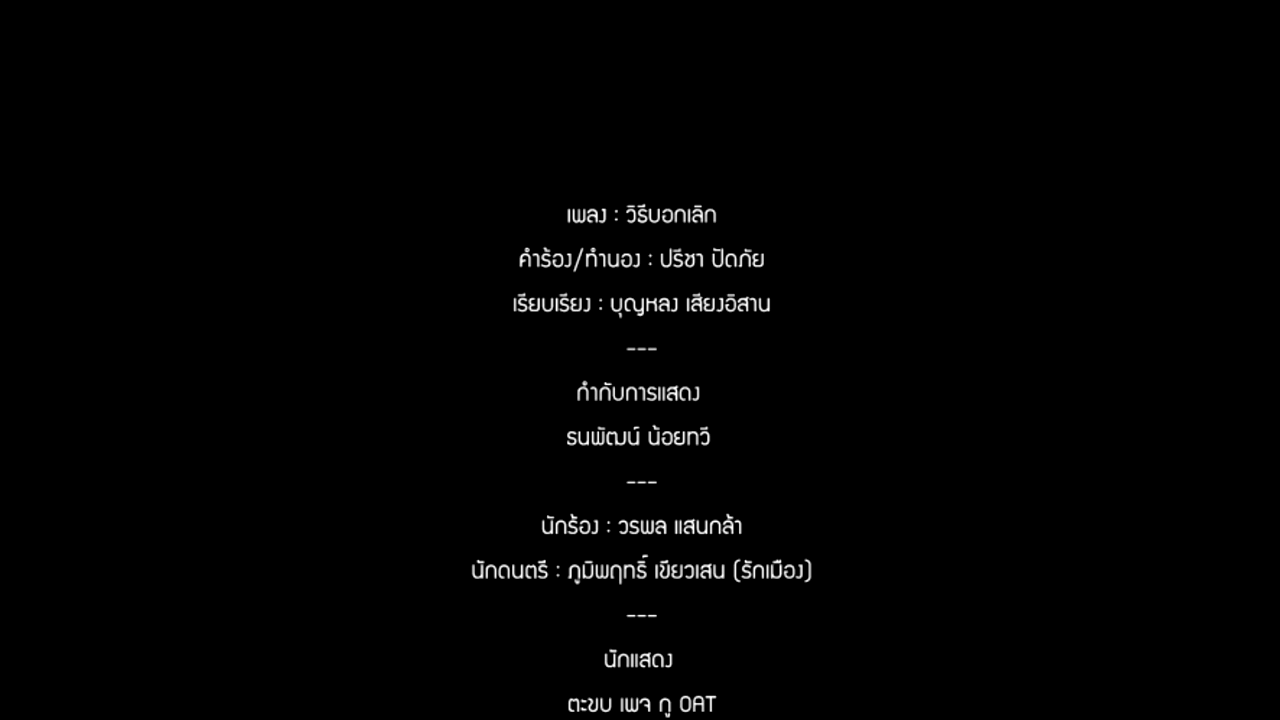 เพลง : วิธีบอกเลิก
คำร้อง/ทำนอง : ปรีชา ปัดภัย
เรียบเรียง : บุญหลง เสียงอิสาน
---
กำกับการแสดง
ธนพัฒน์ น้อยทวี
---
นักร้อง : วรพล แสนกล้า
นักดนตรี : ภูมิพฤทธิ์ เขียวเสน (รักเมือง)
---
นักแสดง
ตะขบ เพจ กู OAT